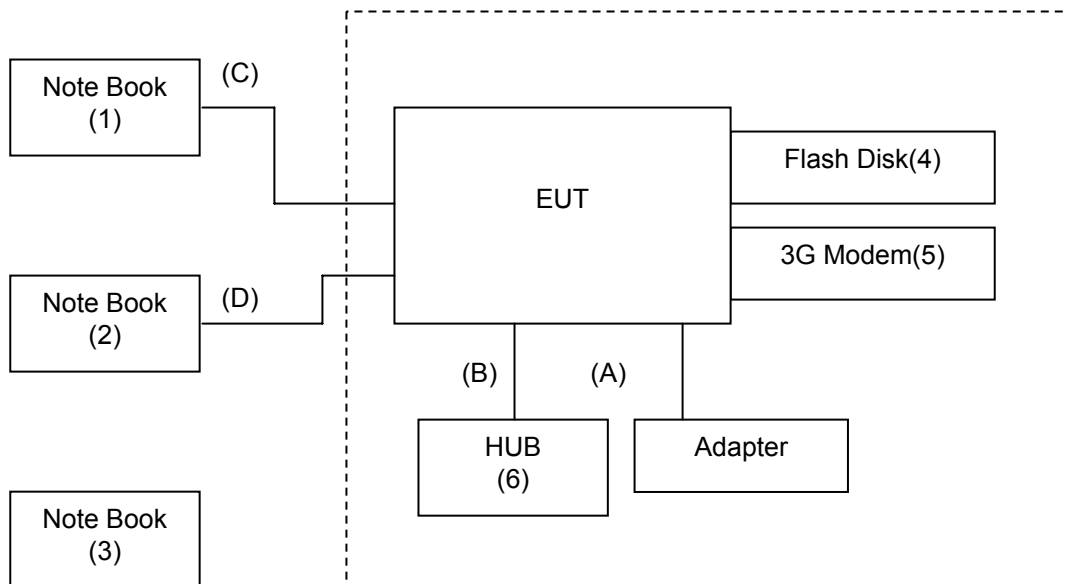 Note Book
(1)
(C)
EUT
Flash Disk(4)
3G Modem(5)
Note Book
(2)
(D)
(B)
(A)
HUB
(6)
Adapter
Note Book
(3)